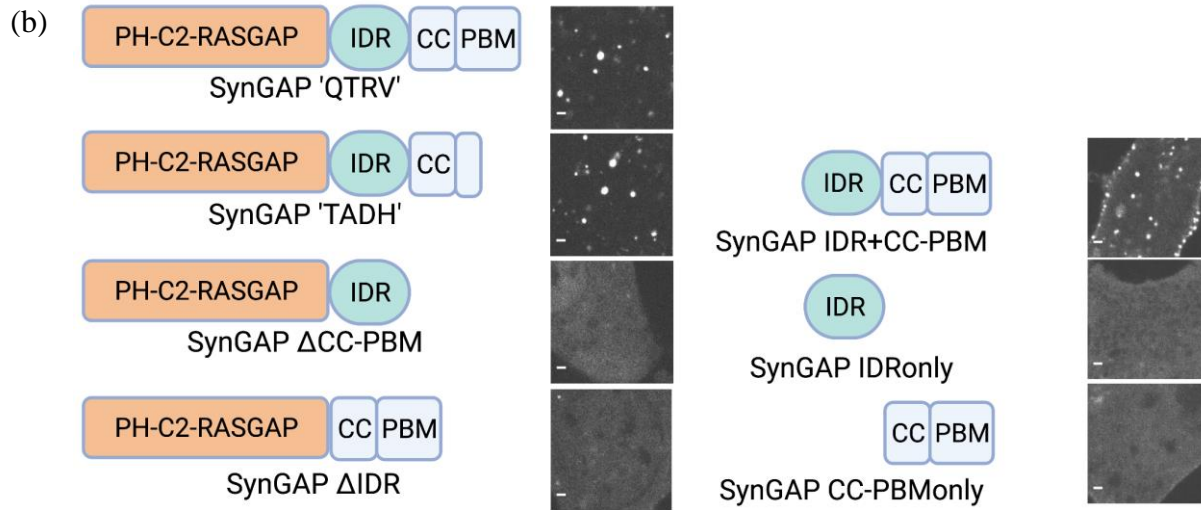 (b)
PH-C2-RASGAP IDR CC PBM
SynGAP 'QTRV'
PH-C2-RASGAP IDR CC
SynGAP 'TADH'
PH-C2-RASGAP IDR
SynGAP ΔCC-PBM
PH-C2-RASGAP CC PBM
SynGAP ΔIDR
IDR CC PBM
SynGAP IDR+CC-PBM
IDR
SynGAP IDRonly
CC PBM
SynGAP CC-PBMonly